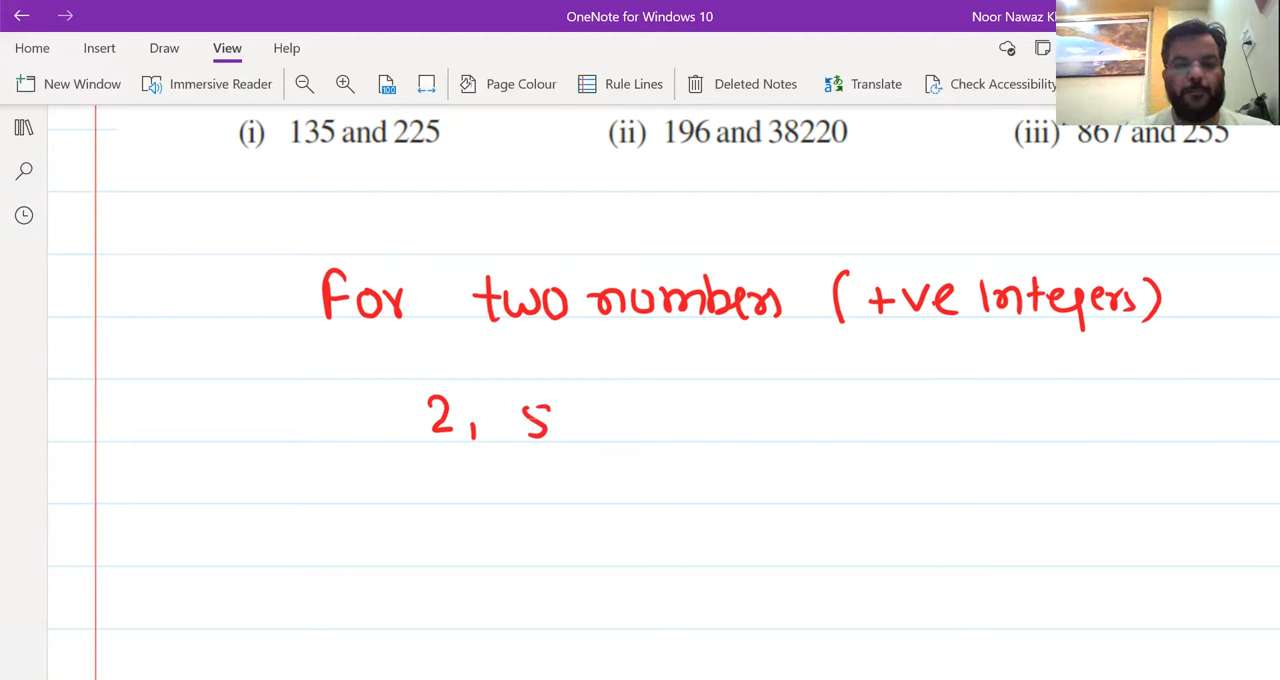 OneNote for Windows 10
Noor Nawaz K
Home Insert Draw View Help
New Window Immersive Reader Page Colour Rule Lines Deleted Notes Translate Check Accessibility
(i) 135 and 225 (ii) 196 and 38220 (iii) 867 and 255
For two numbers (+ve Integers)
2, 5